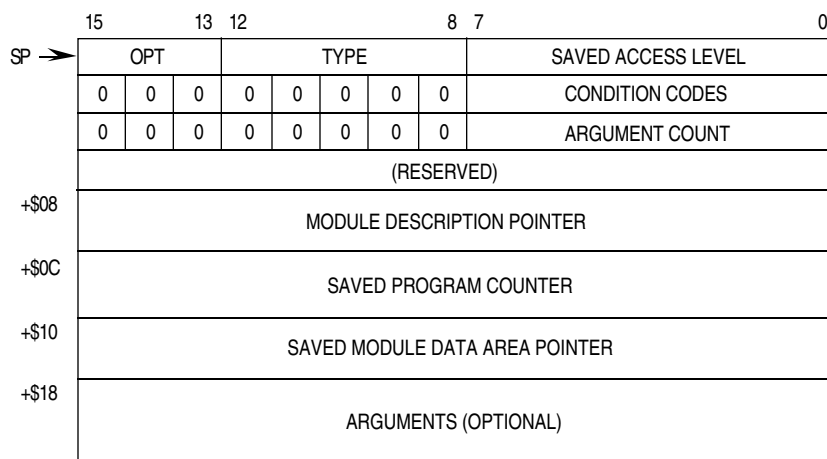 15 13 12 8 7 0
SP OPT TYPE SAVED ACCESS LEVEL
0 0 0 0 0 0 0 0 CONDITION CODES
0 0 0 0 0 0 0 0 ARGUMENT COUNT
(RESERVED)
+$08 MODULE DESCRIPTION POINTER
+$0C SAVED PROGRAM COUNTER
+$10 SAVED MODULE DATA AREA POINTER
+$18 ARGUMENTS (OPTIONAL)